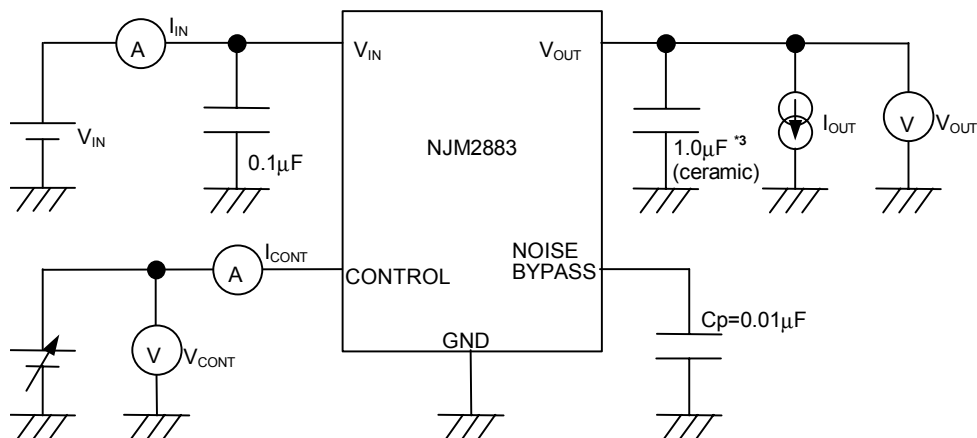 I_IN
A
V_IN
V_OUT
V_IN
0.1μF
NJM2883
1.0μF *3
(ceramic)
I_OUT
V
V_OUT
I_CONT
A
CONTROL
NOISE
BYPASS
V
V_CONT
GND
Cp=0.01μF